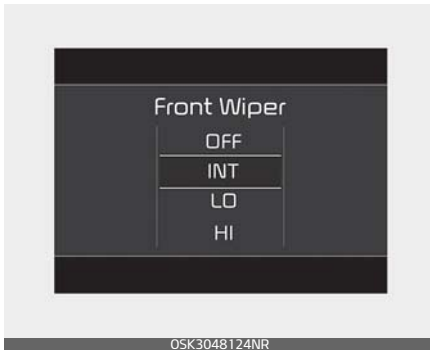 Front Wiper
OFF
INT
LO
HI
OSK3048124NR